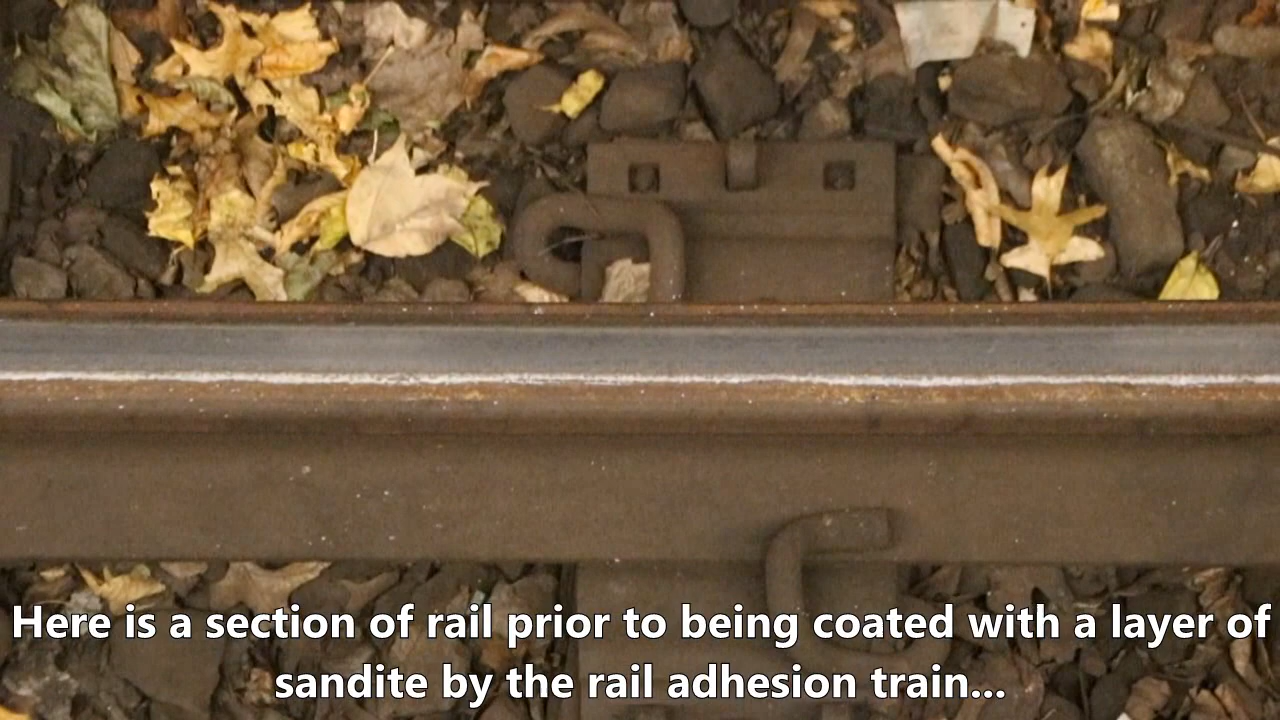 Here is a section of rail prior to being coated with a layer of
sandite by the rail adhesion train...